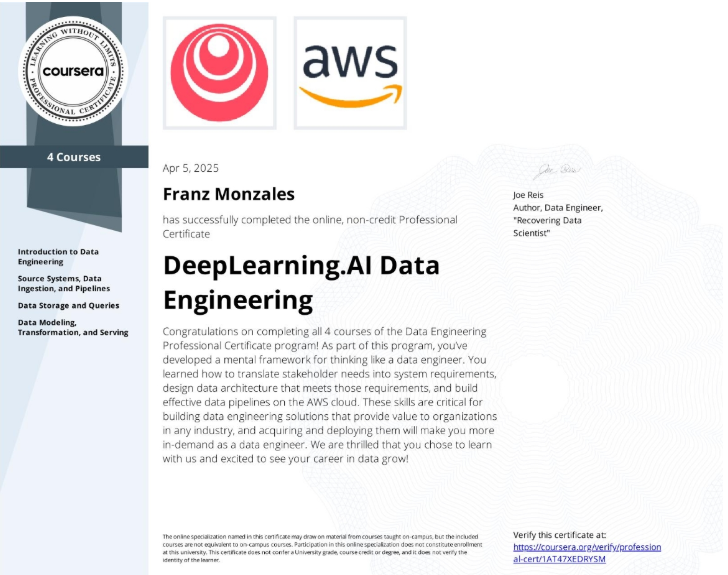 LEARNING WITHOUT LIMITS
coursera
PROFESSIONAL CERTIFICATE
4 Courses
Introduction to Data
Engineering
Source Systems, Data
Ingestion, and Pipelines
Data Storage and Queries
Data Modeling,
Transformation, and Serving
aws
Apr 5, 2025
Franz Monzales
has successfully completed the online, non-credit Professional
Certificate
DeepLearning.AI Data
Engineering
Congratulations on completing all 4 courses of the Data Engineering
Professional Certificate program! As part of this program, you've
developed a mental framework for thinking like a data engineer. You
learned how to translate stakeholder needs into system requirements,
design data architecture that meets those requirements, and build
effective data pipelines on the AWS cloud. These skills are critical for
building data engineering solutions that provide value to organizations
in any industry, and acquiring and deploying them will make you more
in-demand as a data engineer. We are thrilled that you chose to learn
with us and excited to see your career in data grow!
Joe Reis
Joe Reis
Author, Data Engineer,
"Recovering Data
Scientist"
The online specialization named in this certificate may draw on material from courses taught on-campus, but the included
courses are not equivalent to on-campus courses. Participation in this online specialization does not constitute enrollment
at this university. This certificate does not confer a University grade, course credit or degree, and it does not verify the
identity of the learner.
Verify this certificate at:
https://coursera.org/verify/profession
al-cert/1AT47XEDRYSM